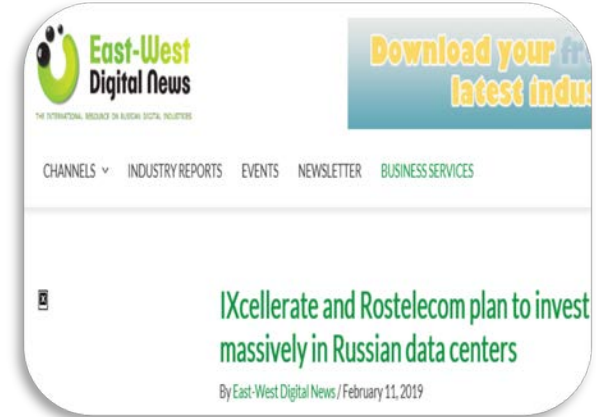 East-West
Digital News
THE INTERNATIONAL RESOURCE ON RUSSIAN DIGITAL INDUSTRIES
Download your fr
latest indus
CHANNELS INDUSTRY REPORTS EVENTS NEWSLETTER BUSINESS SERVICES
IXcellerate and Rostelecom plan to invest
massively in Russian data centers
By East-West Digital News / February 11, 2019